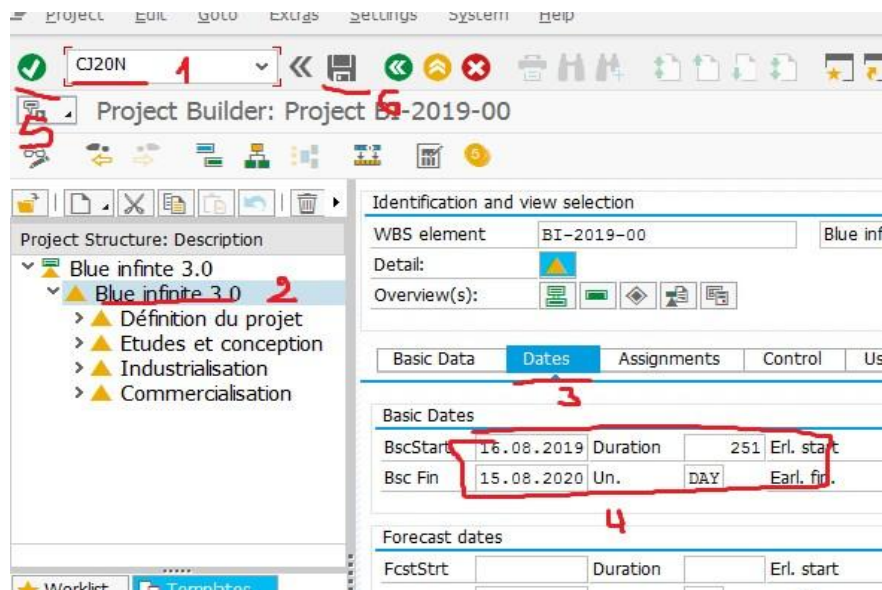 Project Edit Goto Extras Settings System Help
CJ20N 1
5 Project Builder: Project BI-2019-00 6
Identification and view selection
Project Structure: Description
WBS element BI-2019-00 Blue inf
Detail:
Blue infinte 3.0
Blue infinite 3.0 2
Overview(s):
Définition du projet
Etudes et conception
Industrialisation
Commercialisation
Basic Data Dates Assignments Control Us
3
Basic Dates
BscStart 16.08.2019 Duration 251 Erl. start
Bsc Fin 15.08.2020 Un. DAY Earl. fin.
4
Forecast dates
FcstStrt Duration Erl. start
Worklist Templates